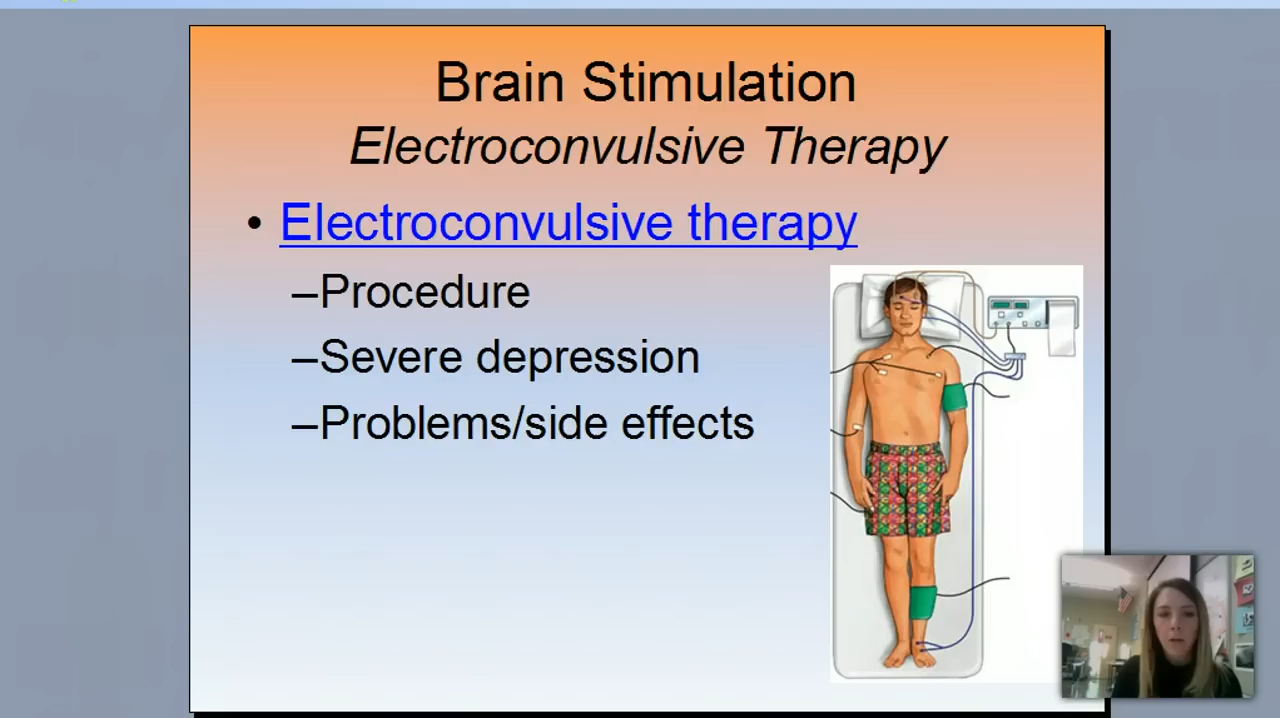 Brain Stimulation
Electroconvulsive Therapy
• Electroconvulsive therapy
–Procedure
–Severe depression
–Problems/side effects